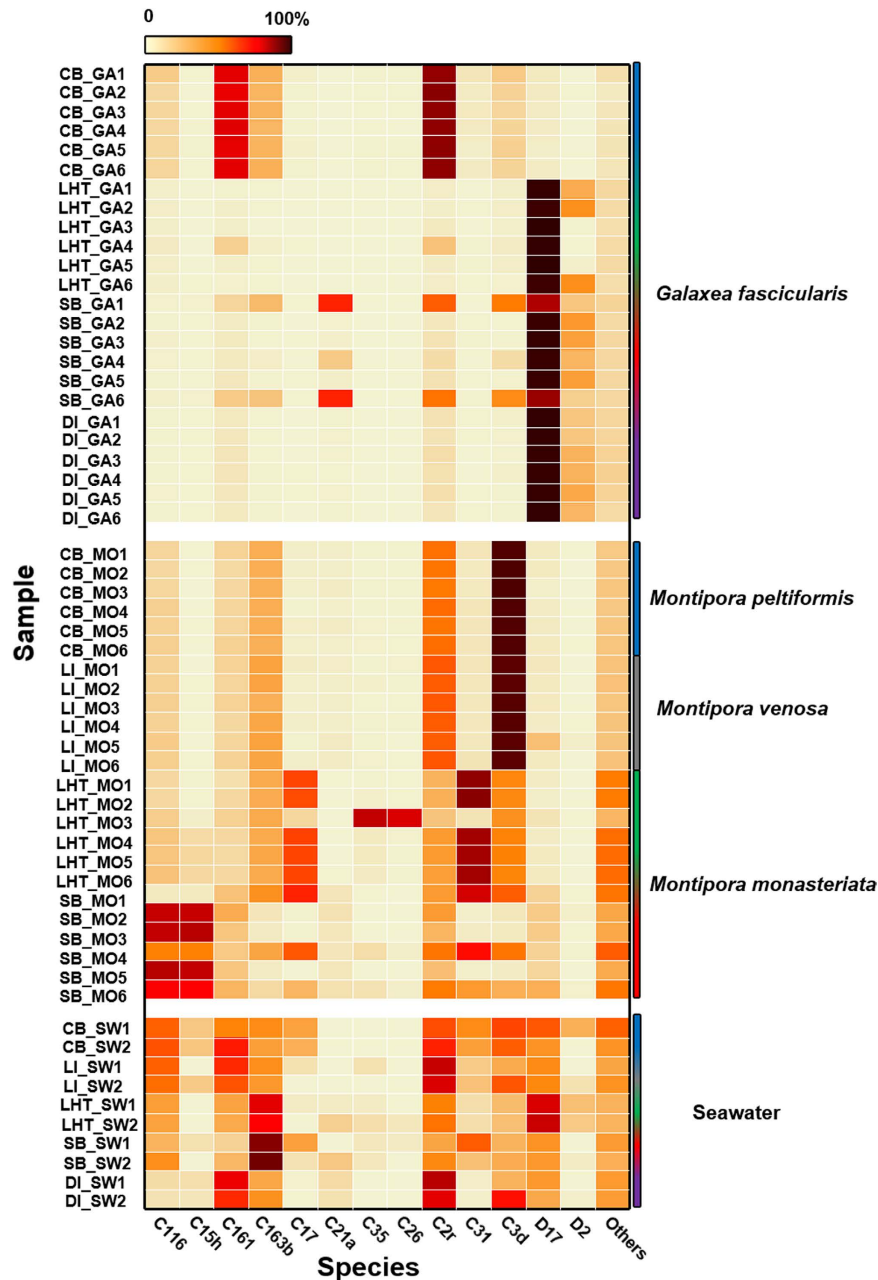 0 100%
CB_GA1
CB_GA2
CB_GA3
CB_GA4
CB_GA5
CB_GA6
LHT_GA1
LHT_GA2
LHT_GA3
LHT_GA4
LHT_GA5
LHT_GA6
SB_GA1
SB_GA2
SB_GA3
SB_GA4
SB_GA5
SB_GA6
DI_GA1
DI_GA2
DI_GA3
DI_GA4
DI_GA5
DI_GA6
Galaxea fascicularis
CB_MO1
CB_MO2
CB_MO3
CB_MO4
CB_MO5
CB_MO6
Montipora peltiformis
LI_MO1
LI_MO2
LI_MO3
LI_MO4
LI_MO5
LI_MO6
Montipora venosa
LHT_MO1
LHT_MO2
LHT_MO3
LHT_MO4
LHT_MO5
LHT_MO6
SB_MO1
SB_MO2
SB_MO3
SB_MO4
SB_MO5
SB_MO6
Montipora monasteriata
CB_SW1
CB_SW2
LI_SW1
LI_SW2
LHT_SW1
LHT_SW2
SB_SW1
SB_SW2
DI_SW1
DI_SW2
Seawater
Sample
C116 C15h C161 C163b C17 C21a C35 C26 C2r C31 C3d D17 D2 Others
Species